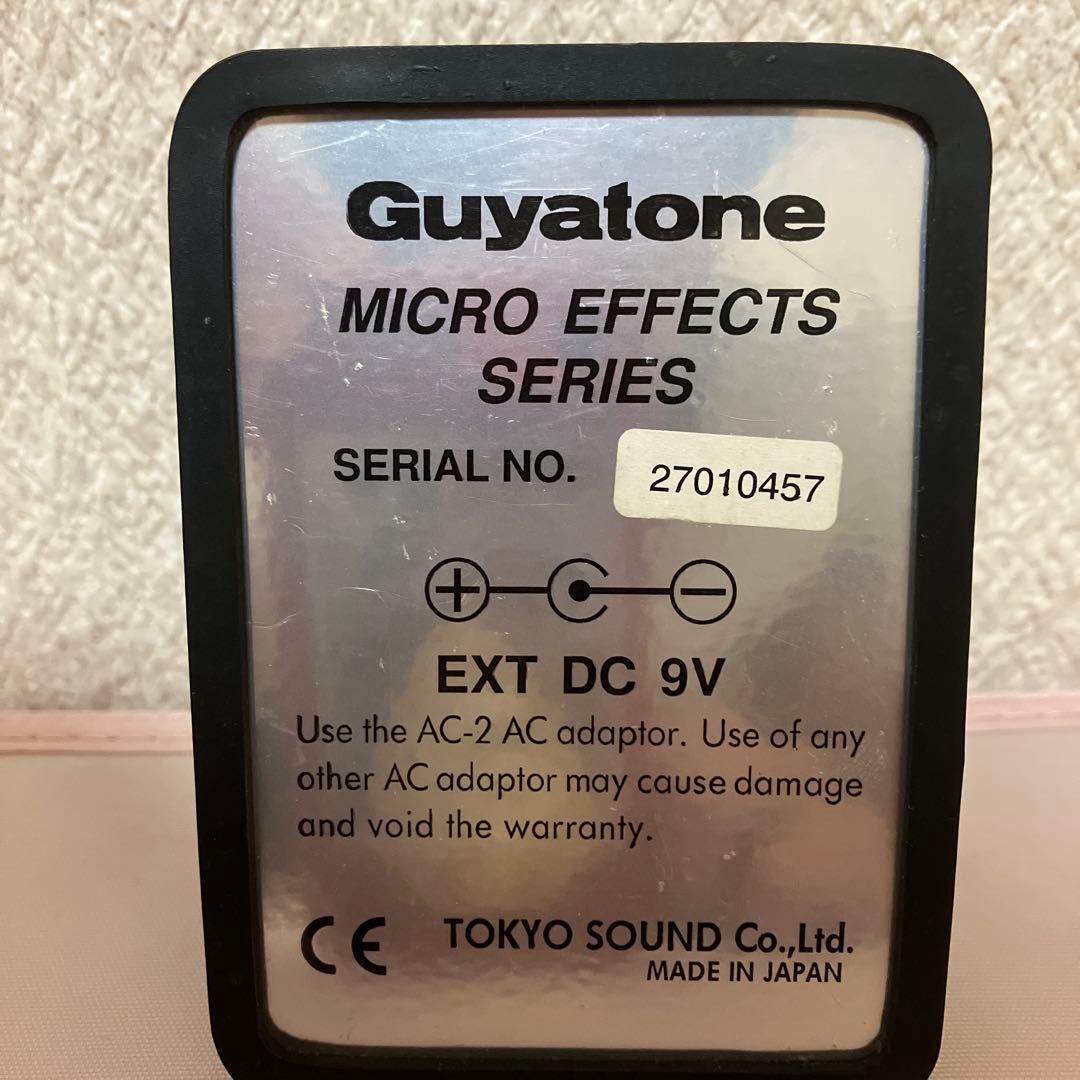 Guyatone
MICRO EFFECTS
SERIES
SERIAL NO. 27010457
EXT DC 9V
Use the AC-2 AC adaptor. Use of any
other AC adaptor may cause damage
and void the warranty.
CE TOKYO SOUND Co.,Ltd.
MADE IN JAPAN